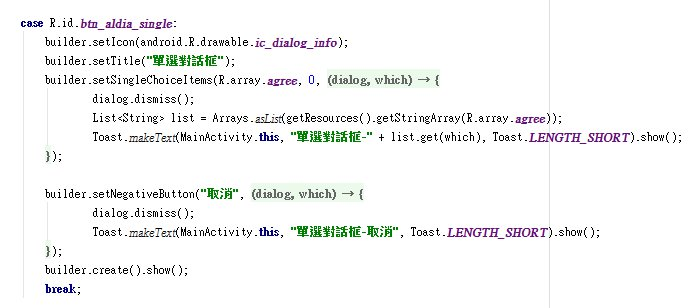 case R.id.btn_aldia_single:
builder.setIcon(android.R.drawable.ic_dialog_info);
builder.setTitle("單選對話框");
builder.setSingleChoiceItems(R.array.agree, 0, (dialog, which) → {
dialog.dismiss();
List<String> list = Arrays.asList(getResources().getStringArray(R.array.agree));
Toast.makeText(MainActivity.this, "單選對話框-" + list.get(which), Toast.LENGTH_SHORT).show();
});
builder.setNegativeButton("取消", (dialog, which) → {
dialog.dismiss();
Toast.makeText(MainActivity.this, "單選對話框-取消", Toast.LENGTH_SHORT).show();
});
builder.create().show();
break;